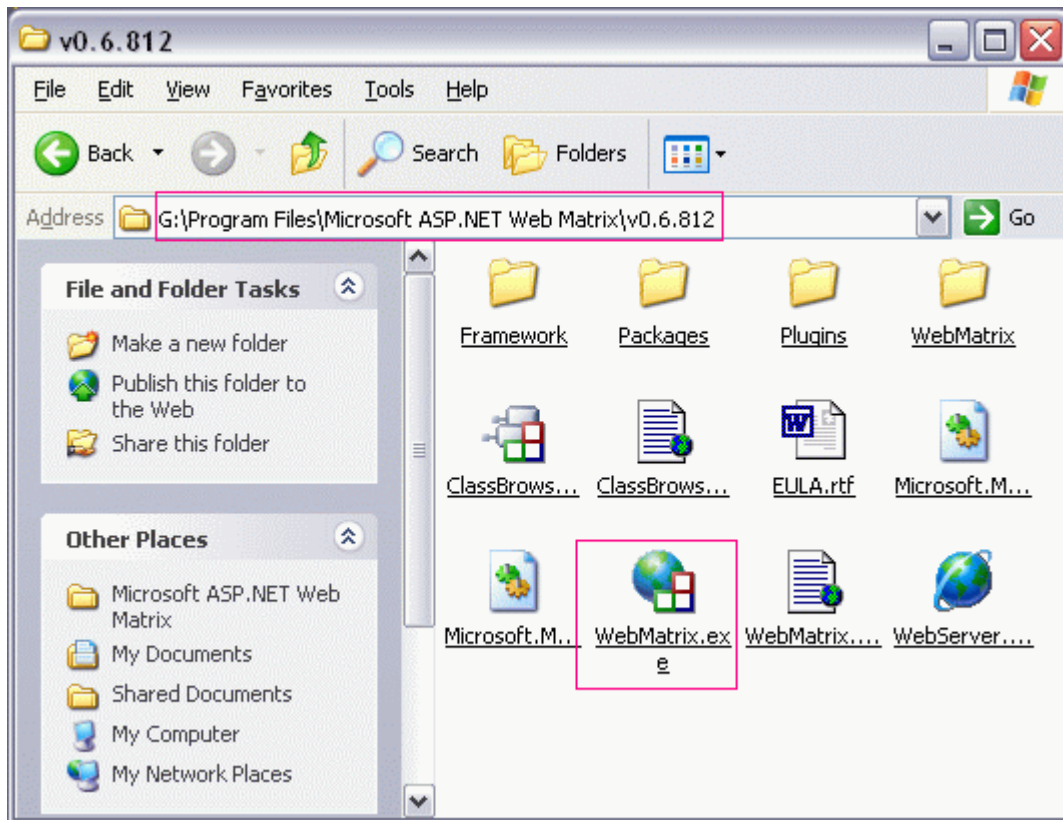 v0.6.812
File Edit View Favorites Tools Help
Back Search Folders
Address G:\Program Files\Microsoft ASP.NET Web Matrix\v0.6.812 Go
File and Folder Tasks
Make a new folder
Publish this folder to
the Web
Share this folder
Other Places
Microsoft ASP.NET Web
Matrix
My Documents
Shared Documents
My Computer
My Network Places
Framework Packages Plugins WebMatrix
ClassBrows... ClassBrows... EULA.rtf Microsoft.M...
Microsoft.M... WebMatrix.ex WebMatrix.... WebServer....
e